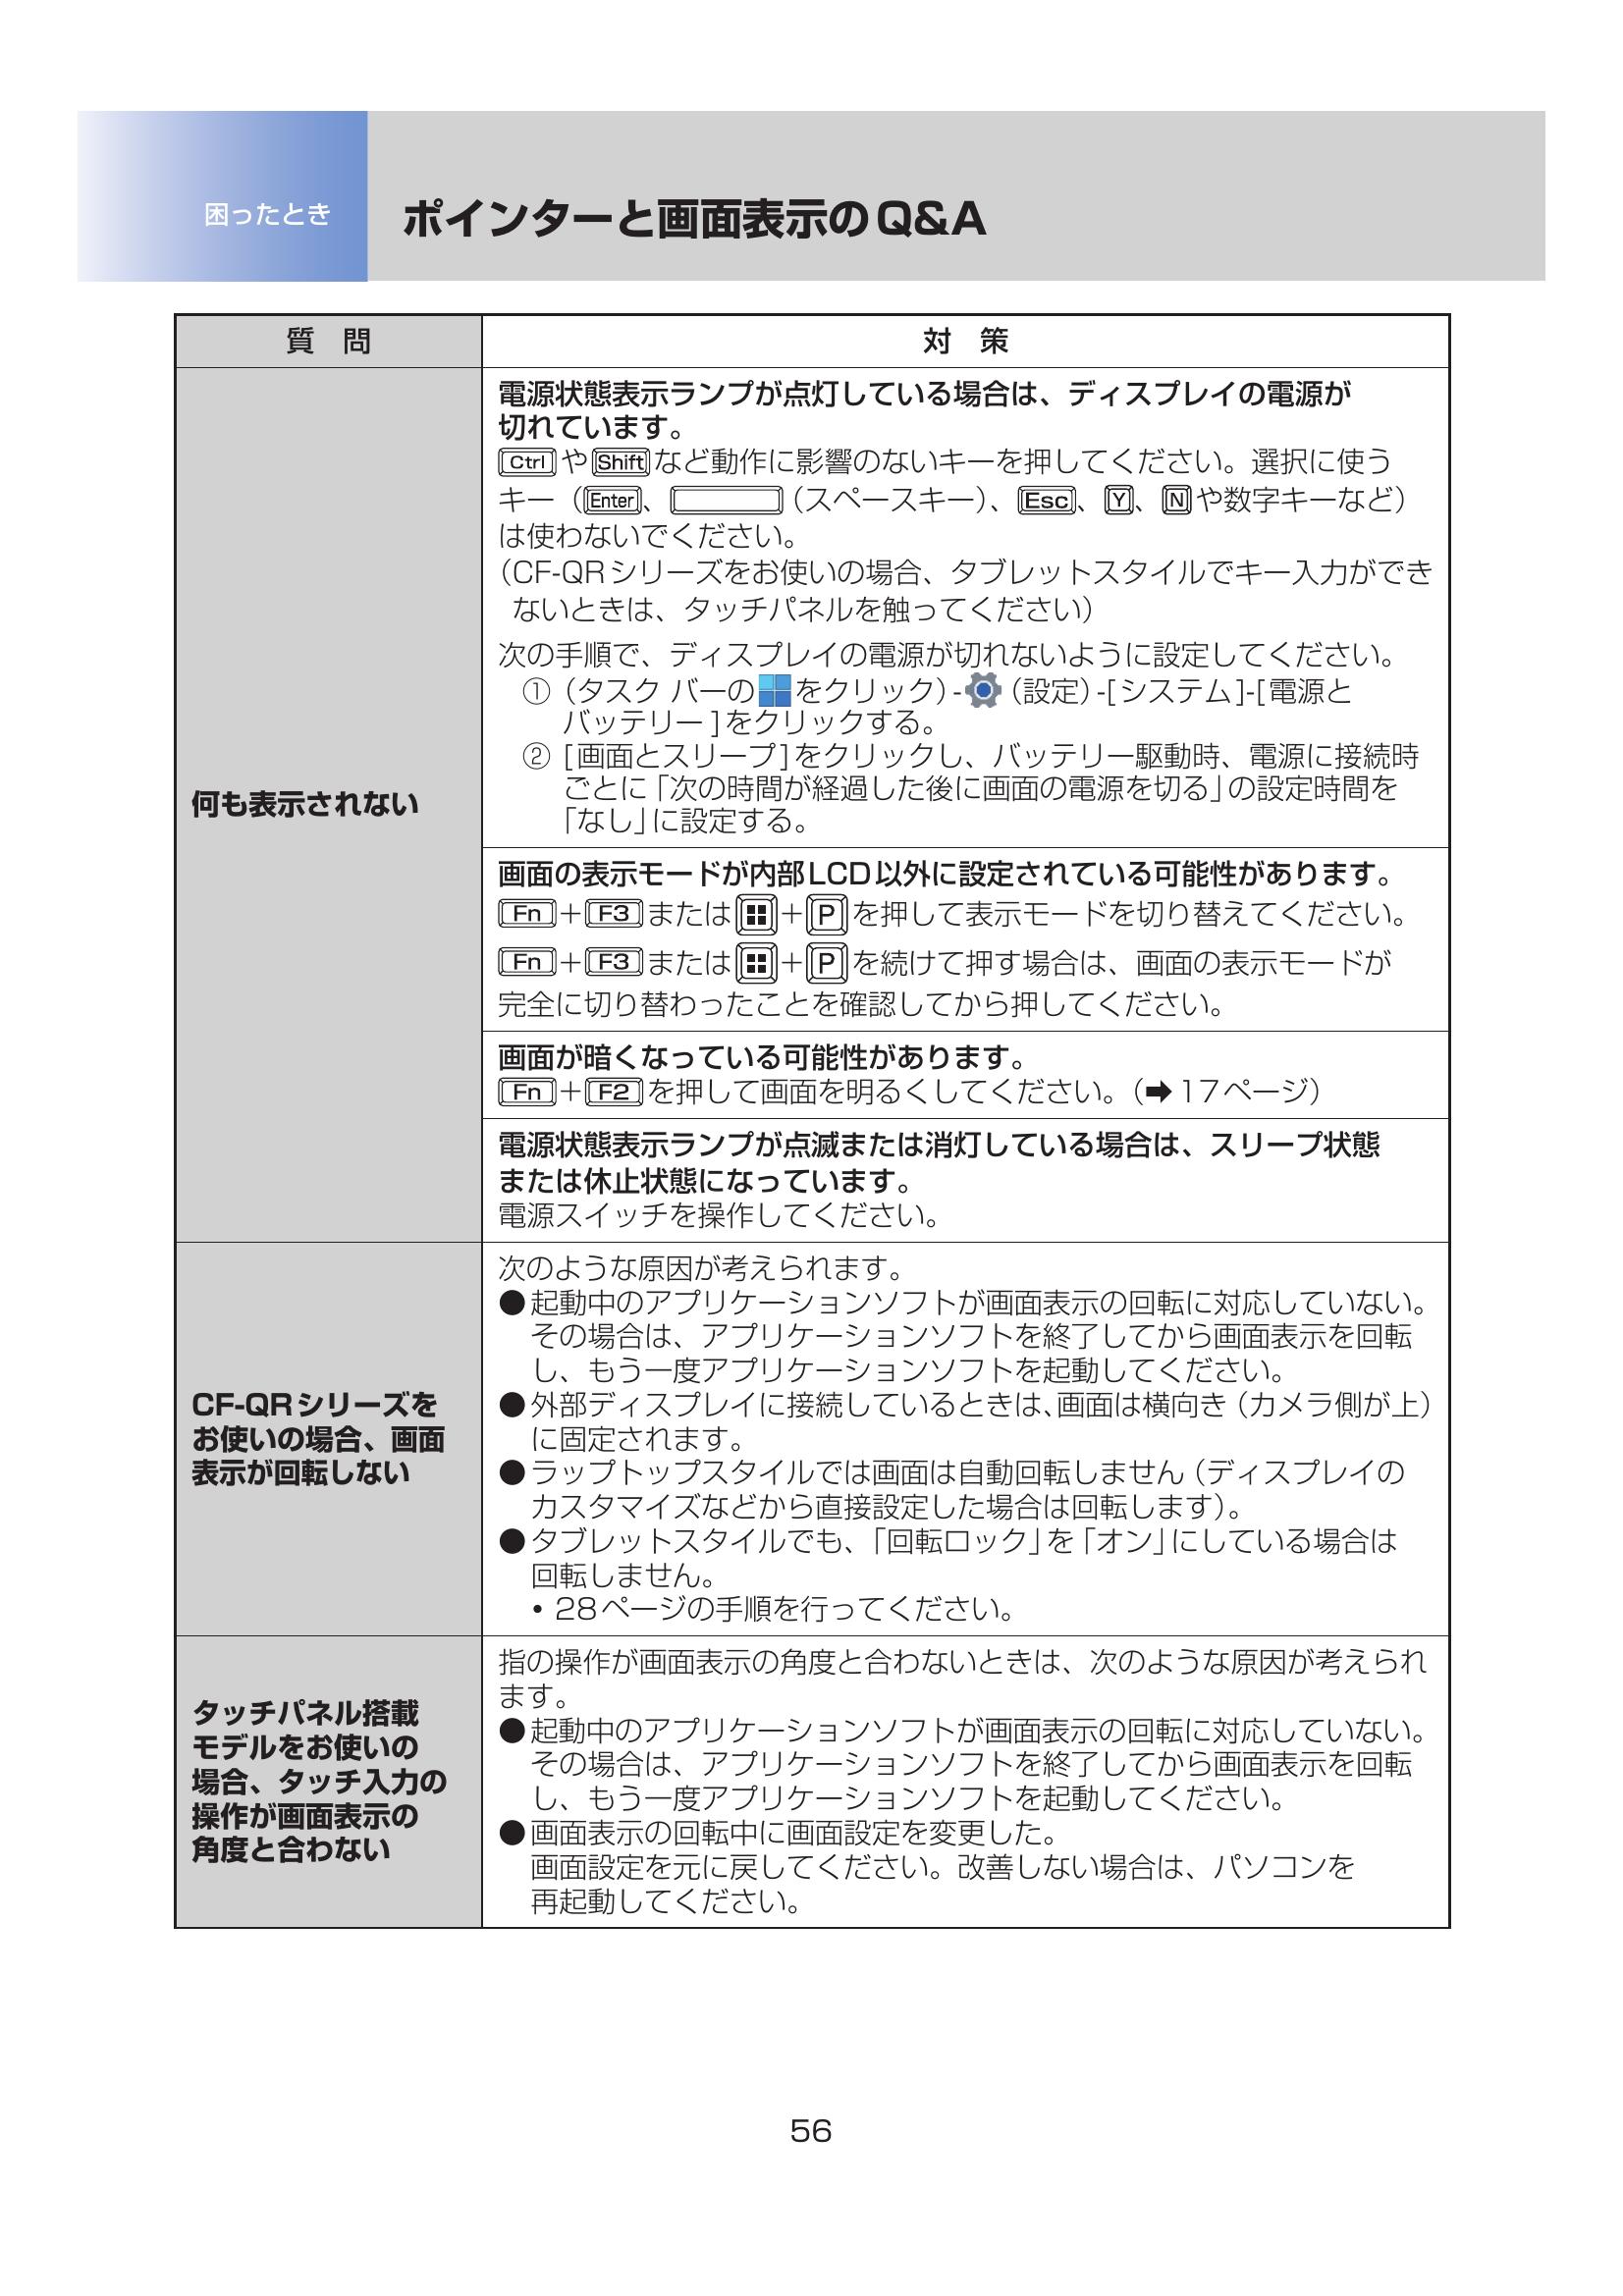 困ったとき
ポインターと画面表示のQ&A
質　問
対　策
何も表示されない
電源状態表示ランプが点灯している場合は、ディスプレイの電源が
切れています。
CtrlやShiftなど動作に影響のないキーを押してください。選択に使う
キー（Enter、（スペースキー）、Esc、Y、Nや数字キーなど）
は使わないでください。
（CF-QRシリーズをお使いの場合、タブレットスタイルでキー入力ができ
ないときは、タッチパネルを触ってください）
次の手順で、ディスプレイの電源が切れないように設定してください。
①（タスク バーのをクリック）-（設定）-[システム]-[電源と
バッテリー]をクリックする。
②[画面とスリープ]をクリックし、バッテリー駆動時、電源に接続時
ごとに「次の時間が経過した後に画面の電源を切る」の設定時間を
「なし」に設定する。
画面の表示モードが内部LCD以外に設定されている可能性があります。
Fn＋F3または＋Pを押して表示モードを切り替えてください。
Fn＋F3または＋Pを続けて押す場合は、画面の表示モードが
完全に切り替わったことを確認してから押してください。
画面が暗くなっている可能性があります。
Fn＋F2を押して画面を明るくしてください。（➡17ページ）
電源状態表示ランプが点滅または消灯している場合は、スリープ状態
または休止状態になっています。
電源スイッチを操作してください。
CF-QRシリーズを
お使いの場合、画面
表示が回転しない
次のような原因が考えられます。
●起動中のアプリケーションソフトが画面表示の回転に対応していない。
その場合は、アプリケーションソフトを終了してから画面表示を回転
し、もう一度アプリケーションソフトを起動してください。
●外部ディスプレイに接続しているときは、画面は横向き（カメラ側が上）
に固定されます。
●ラップトップスタイルでは画面は自動回転しません（ディスプレイの
カスタマイズなどから直接設定した場合は回転します）。
●タブレットスタイルでも、「回転ロック」を「オン」にしている場合は
回転しません。
• 28ページの手順を行ってください。
タッチパネル搭載
モデルをお使いの
場合、タッチ入力の
操作が画面表示の
角度と合わない
指の操作が画面表示の角度と合わないときは、次のような原因が考えられ
ます。
●起動中のアプリケーションソフトが画面表示の回転に対応していない。
その場合は、アプリケーションソフトを終了してから画面表示を回転
し、もう一度アプリケーションソフトを起動してください。
●画面表示の回転中に画面設定を変更した。
画面設定を元に戻してください。改善しない場合は、パソコンを
再起動してください。
56